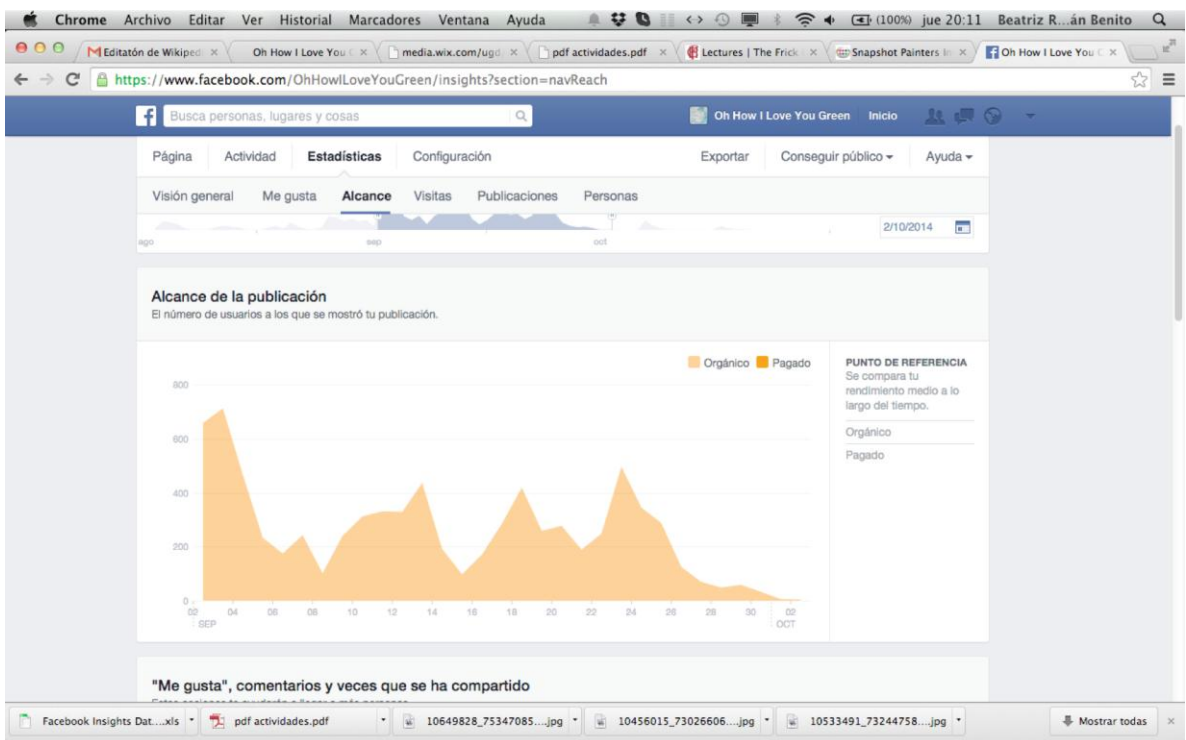 Chrome Archivo Editar Ver Historial Marcadores Ventana Ayuda (100%) jue 20:11 Beatriz R...án Benito
Editatón de Wikiped × Oh How I Love You × media.wix.com/ugd × pdf actividades.pdf × Lectures | The Frick × Snapshot Painters In × Oh How I Love You ×
https://www.facebook.com/OhHowILoveYouGreen/insights?section=navReach
Busca personas, lugares y cosas Oh How I Love You Green Inicio
Página Actividad Estadísticas Configuración Exportar Conseguir público Ayuda
Visión general Me gusta Alcance Visitas Publicaciones Personas
2/10/2014
ago sep oct
Alcance de la publicación
El número de usuarios a los que se mostró tu publicación.
Orgánico Pagado
800
600
400
200
0
02 04 06 08 10 12 14 16 18 20 22 24 26 28 30 02
SEP OCT
PUNTO DE REFERENCIA
Se compara tu
rendimiento medio a lo
largo del tiempo.
Orgánico
Pagado
"Me gusta", comentarios y veces que se ha compartido
Facebook Insights Dat....xls pdf actividades.pdf 10649828_75347085....jpg 10456015_73026606....jpg 10533491_73244758....jpg Mostrar todas ×